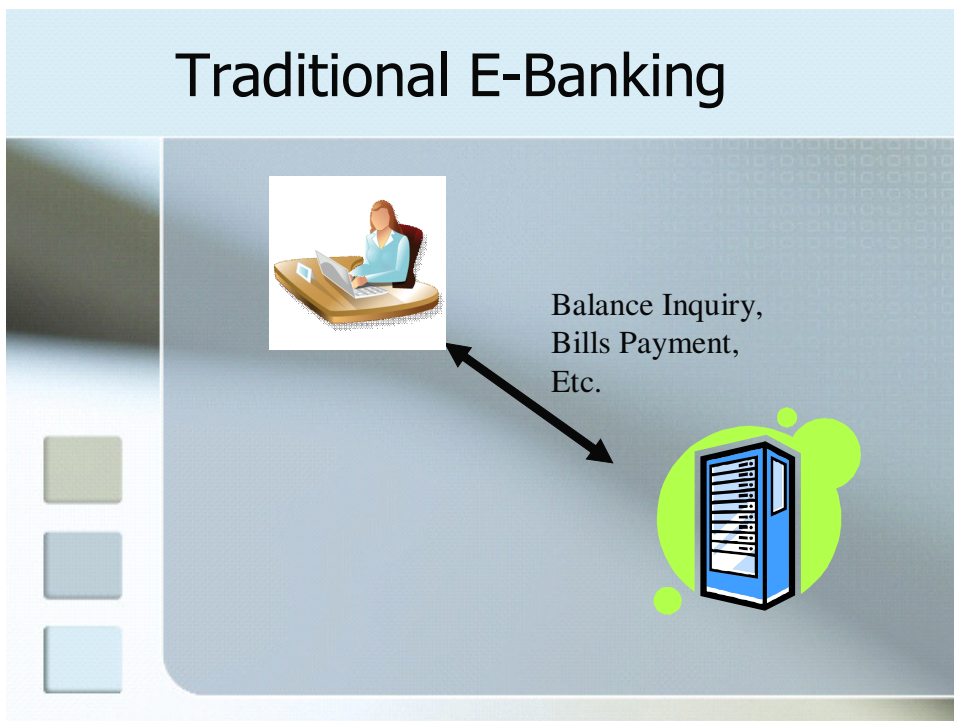 Traditional E-Banking
Balance Inquiry,
Bills Payment,
Etc.